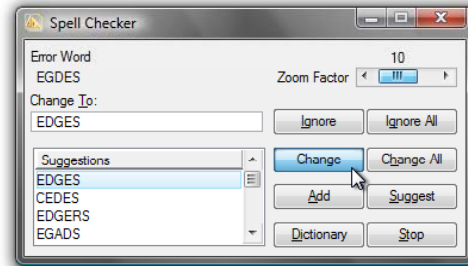 Spell Checker
Error Word
10
EGDES
Zoom Factor
Change To:
EDGES
Ignore
Ignore All
Suggestions
Change
Change All
EDGES
CEDES
Add
Suggest
EDGERS
EGADS
Dictionary
Stop